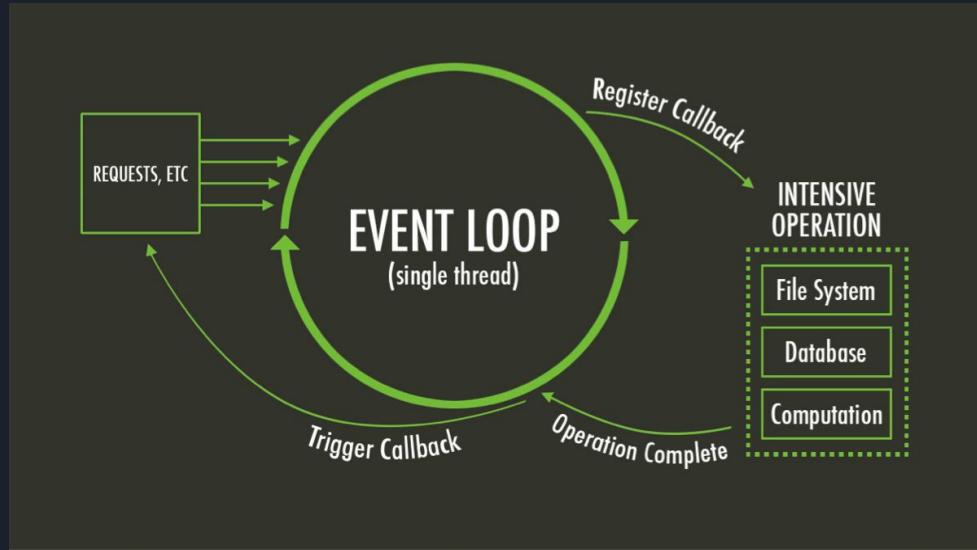 REQUESTS, ETC
EVENT LOOP
(single thread)
Register Callback
INTENSIVE
OPERATION
File System
Database
Computation
Operation Complete
Trigger Callback